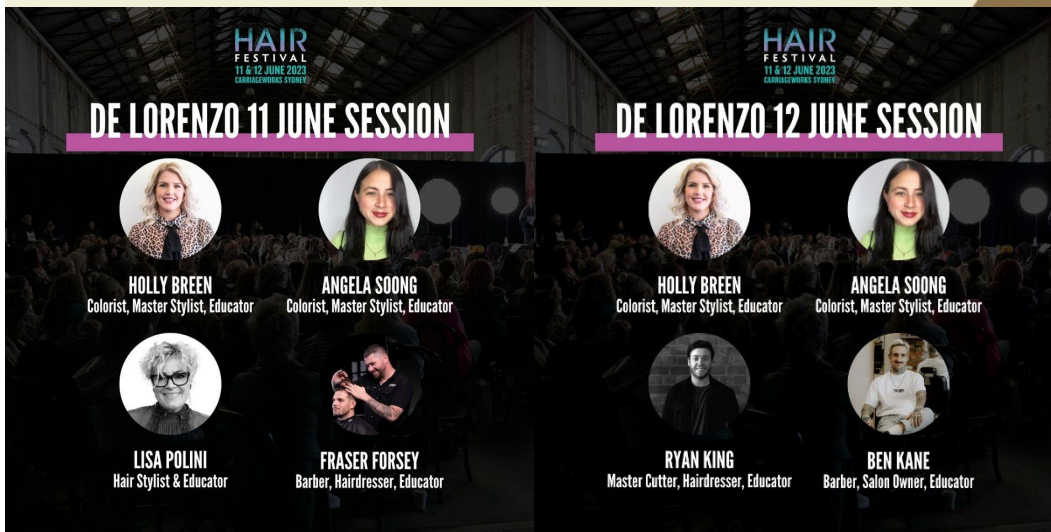 HAIR
FESTIVAL
11 & 12 JUNE 2023
CARRIAGEWORKS SYDNEY
DE LORENZO 11 JUNE SESSION
HOLLY BREEN
Colorist, Master Stylist, Educator
ANGELA SOONG
Colorist, Master Stylist, Educator
LISA POLINI
Hair Stylist & Educator
FRASER FORSEY
Barber, Hairdresser, Educator
HAIR
FESTIVAL
11 & 12 JUNE 2023
CARRIAGEWORKS SYDNEY
DE LORENZO 12 JUNE SESSION
HOLLY BREEN
Colorist, Master Stylist, Educator
ANGELA SOONG
Colorist, Master Stylist, Educator
RYAN KING
Master Cutter, Hairdresser, Educator
BEN KANE
Barber, Salon Owner, Educator